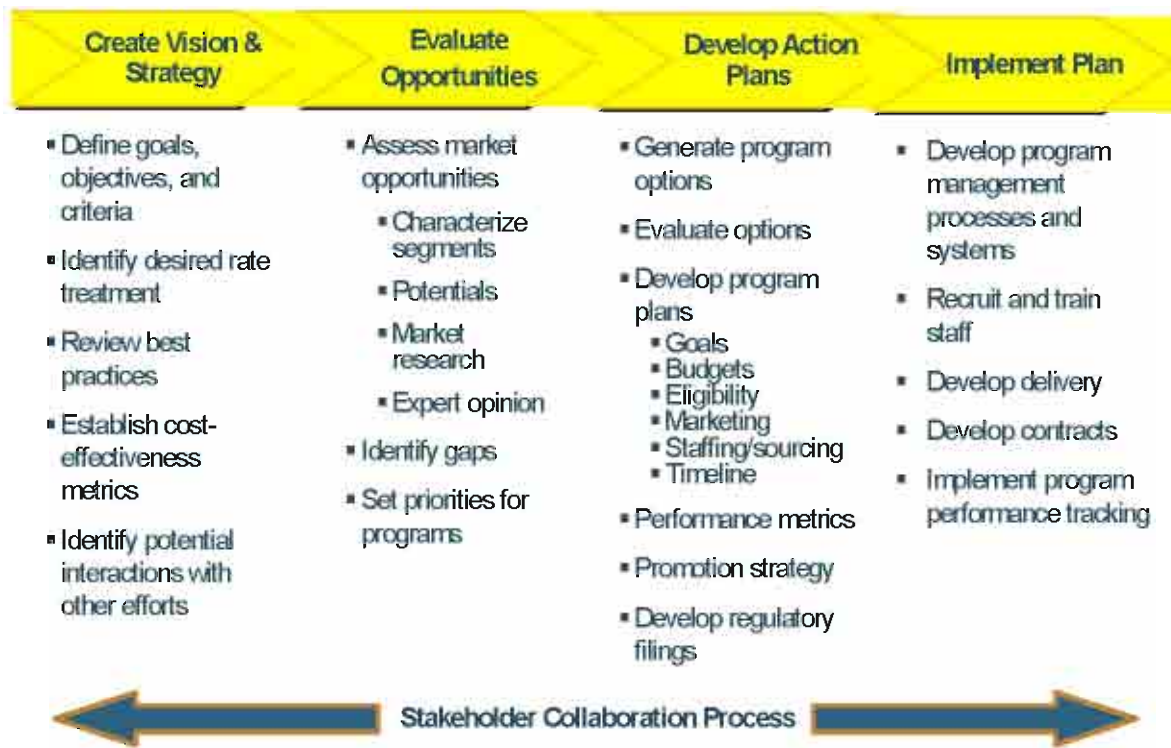 Create Vision &
Strategy
Evaluate
Opportunities
Develop Action
Plans
Implement Plan
▪ Define goals,
objectives, and
criteria
▪ Identify desired rate
treatment
▪ Review best
practices
▪ Establish cost-
effectiveness
metrics
▪ Identify potential
interactions with
other efforts
▪ Assess market
opportunities
▪ Characterize
segments
▪ Potentials
▪ Market
research
▪ Expert opinion
▪ Identify gaps
▪ Set priorities for
programs
▪ Generate program
options
▪ Evaluate options
▪ Develop program
plans
▪ Goals
▪ Budgets
▪ Eligibility
▪ Marketing
▪ Staffing/sourcing
▪ Timeline
▪ Performance metrics
▪ Promotion strategy
▪ Develop regulatory
filings
▪ Develop program
management
processes and
systems
▪ Recruit and train
staff
▪ Develop delivery
▪ Develop contracts
▪ Implement program
performance tracking
Stakeholder Collaboration Process